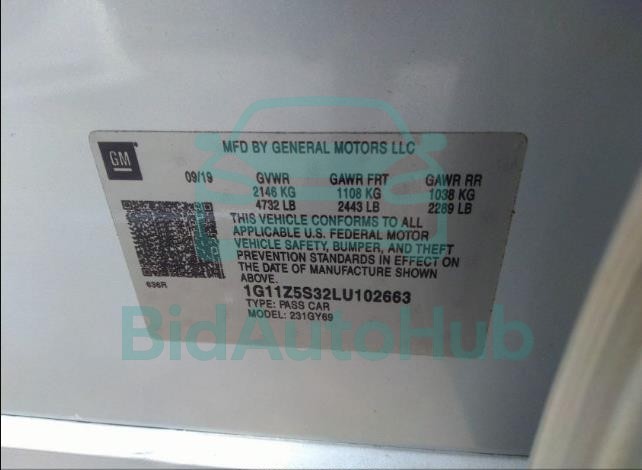 GM
MFD BY GENERAL MOTORS LLC
09/19 GVWR GAWR FRT GAWR RR
2146 KG 1108 KG 1038 KG
4732 LB 2443 LB 2289 LB
THIS VEHICLE CONFORMS TO ALL
APPLICABLE U.S. FEDERAL MOTOR
VEHICLE SAFETY, BUMPER, AND THEFT
PREVENTION STANDARDS IN EFFECT ON
THE DATE OF MANUFACTURE SHOWN
ABOVE.
636R
1G11Z5S32LU102663
TYPE: PASS CAR
MODEL: 231GY69
BidAutoHub